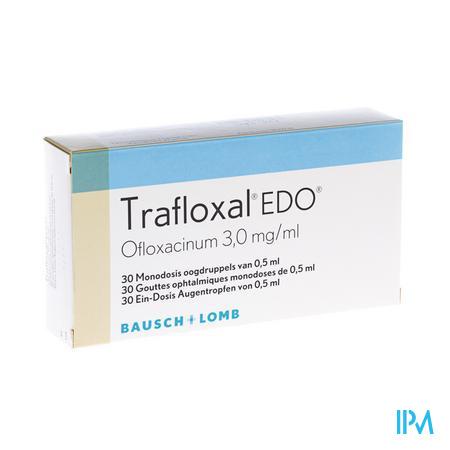 Trafloxal® EDO®
Ofloxacinum 3,0 mg/ml
30 Monodosis oogdruppels van 0,5 ml
30 Gouttes ophtalmiques monodoses de 0,5 ml
30 Ein-Dosis Augentropfen von 0,5 ml
BAUSCH + LOMB
IPM